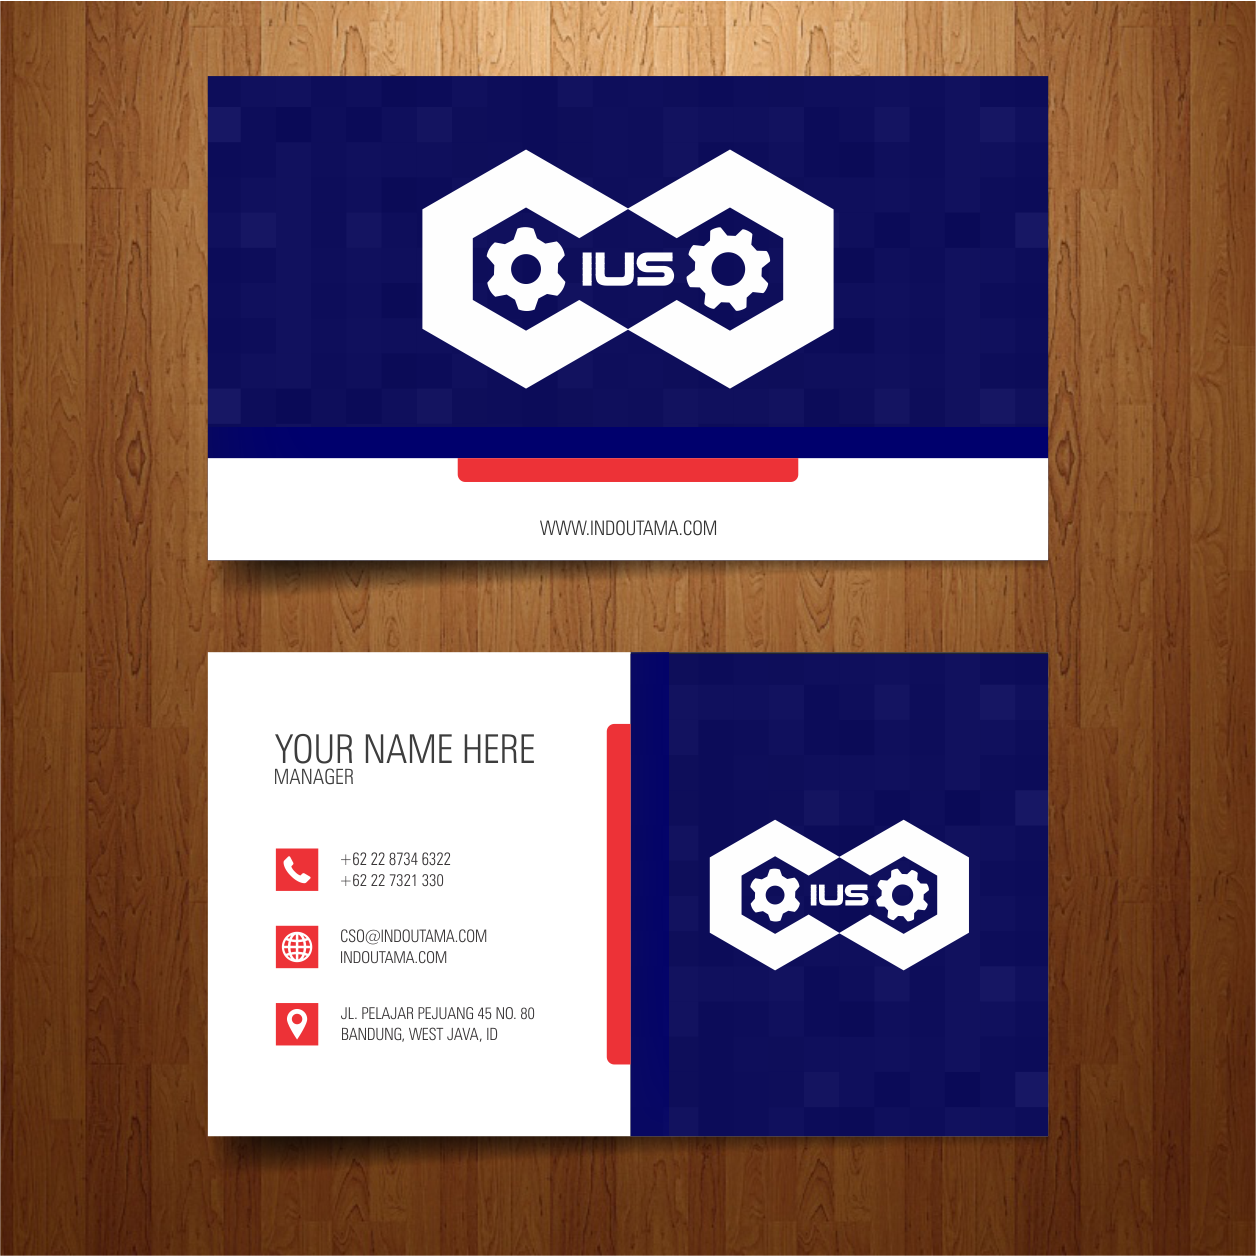 IUS
WWW.INDOUTAMA.COM
YOUR NAME HERE
MANAGER
+62 22 8734 6322
+62 22 7321 330
CSO@INDOUTAMA.COM
INDOUTAMA.COM
JL. PELAJAR PEJUANG 45 NO. 80
BANDUNG, WEST JAVA, ID
IUS